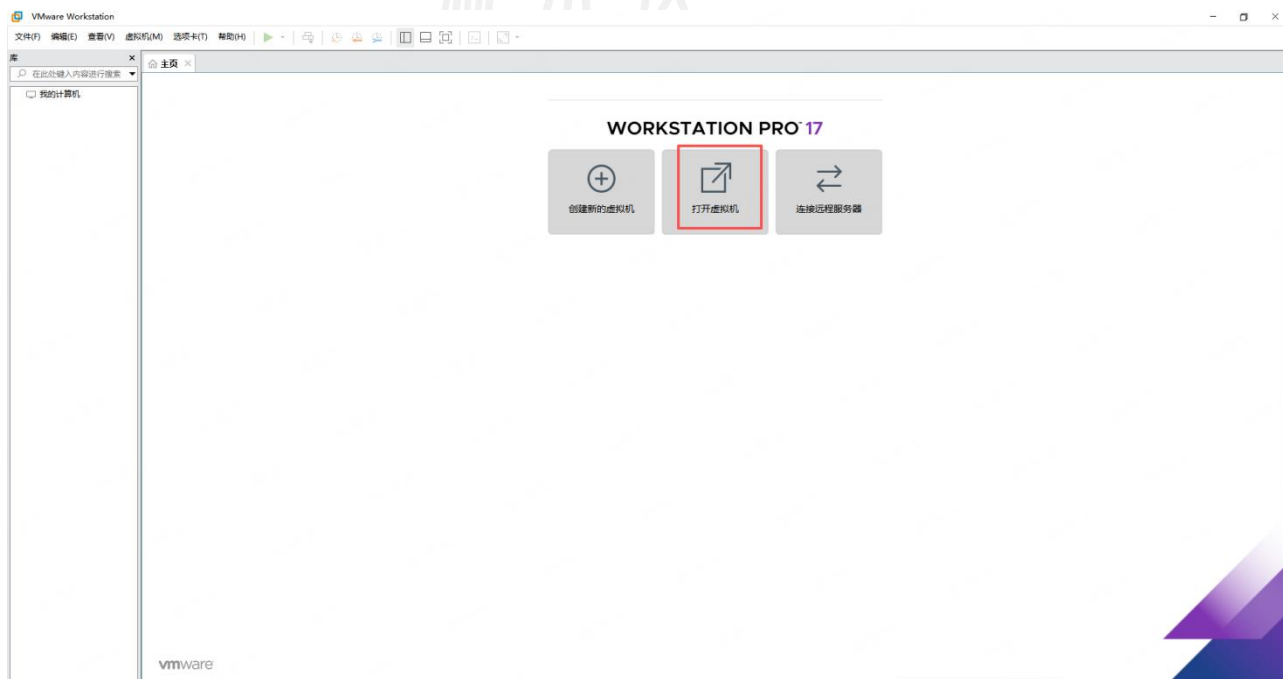 VMware Workstation
文件(F) 编辑(E) 查看(V) 虚拟机(M) 选项卡(T) 帮助(H)
库
主页
在此处键入内容进行搜索
我的计算机
WORKSTATION PRO™ 17
创建新的虚拟机
打开虚拟机
连接远程服务器
vmware